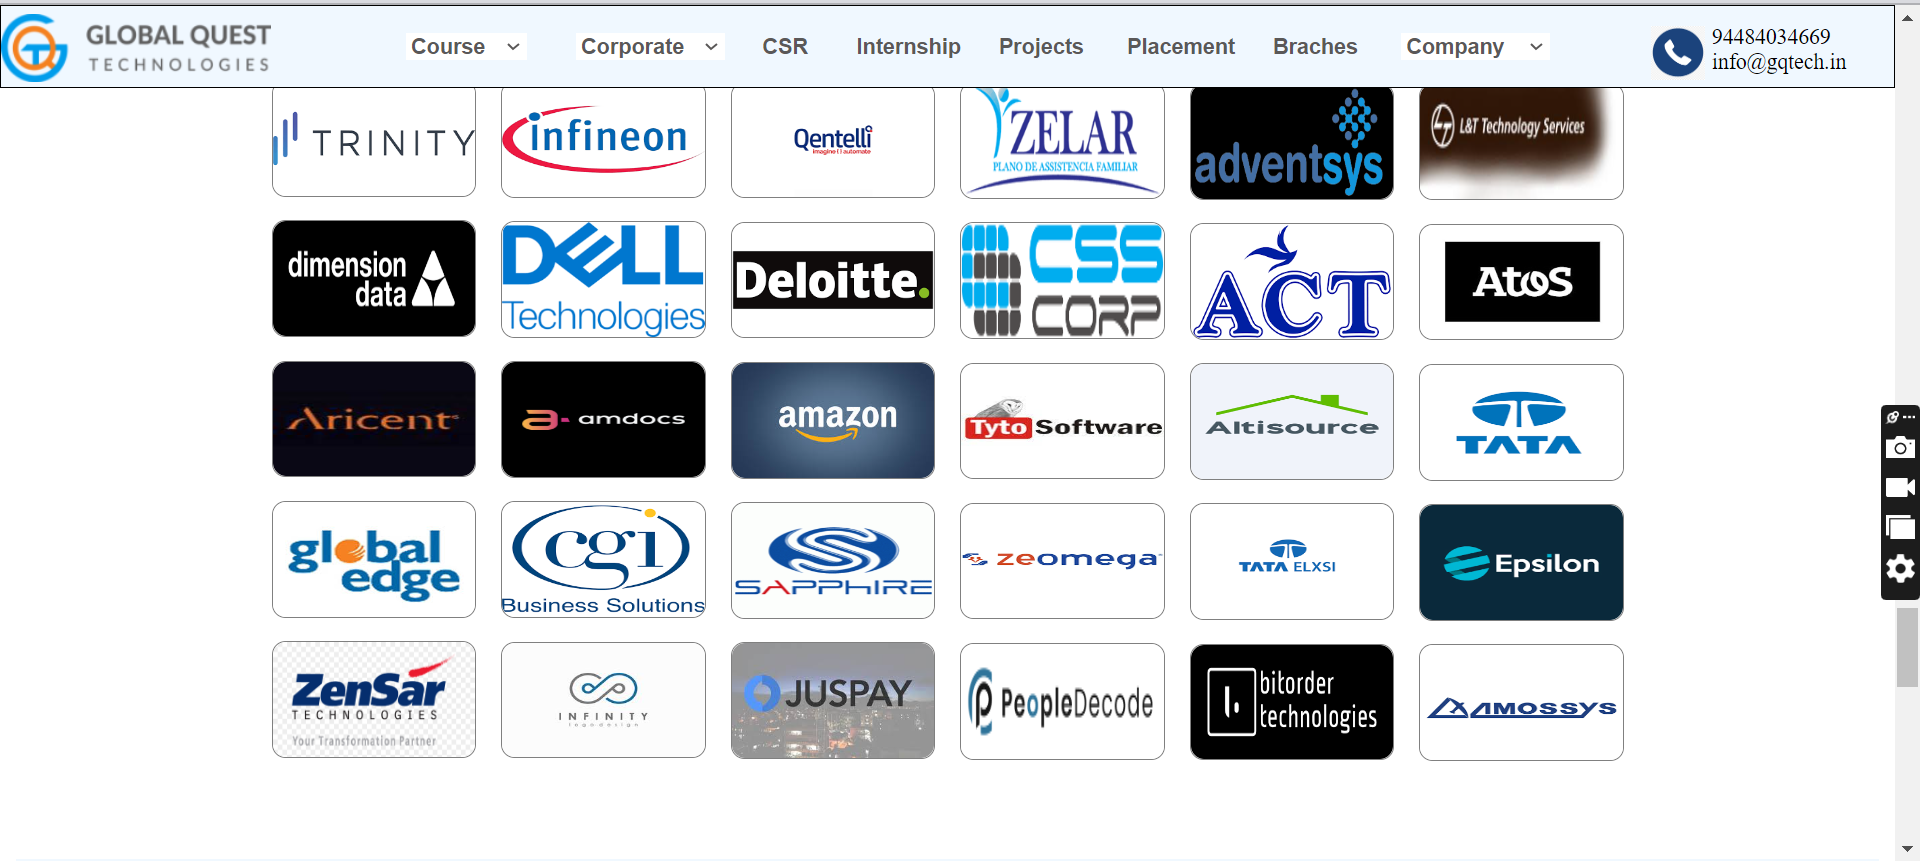 GLOBAL QUEST
TECHNOLOGIES
Course
Corporate
CSR
Internship
Projects
Placement
Braches
Company
94484034669
info@gqtech.in
TRINITY
infineon
Qentelli
imagine { } automate
ZELAR
PLANO DE ASSISTENCIA FAMILIAR
adventsys
L&T Technology Services
dimension
data
DELL
Technologies
Deloitte.
CSS
CORP
ACT
Atos
Aricent
amdocs
amazon
Tyto Software
Altisource
TATA
global
edge
cgi
Business Solutions
SAPPHIRE
zeomega
TATA ELXSI
Epsilon
ZenSar
TECHNOLOGIES
Your Transformation Partner
INFINITY
logodesign
JUSPAY
PeopleDecode
bitorder
technologies
AMOSSYS